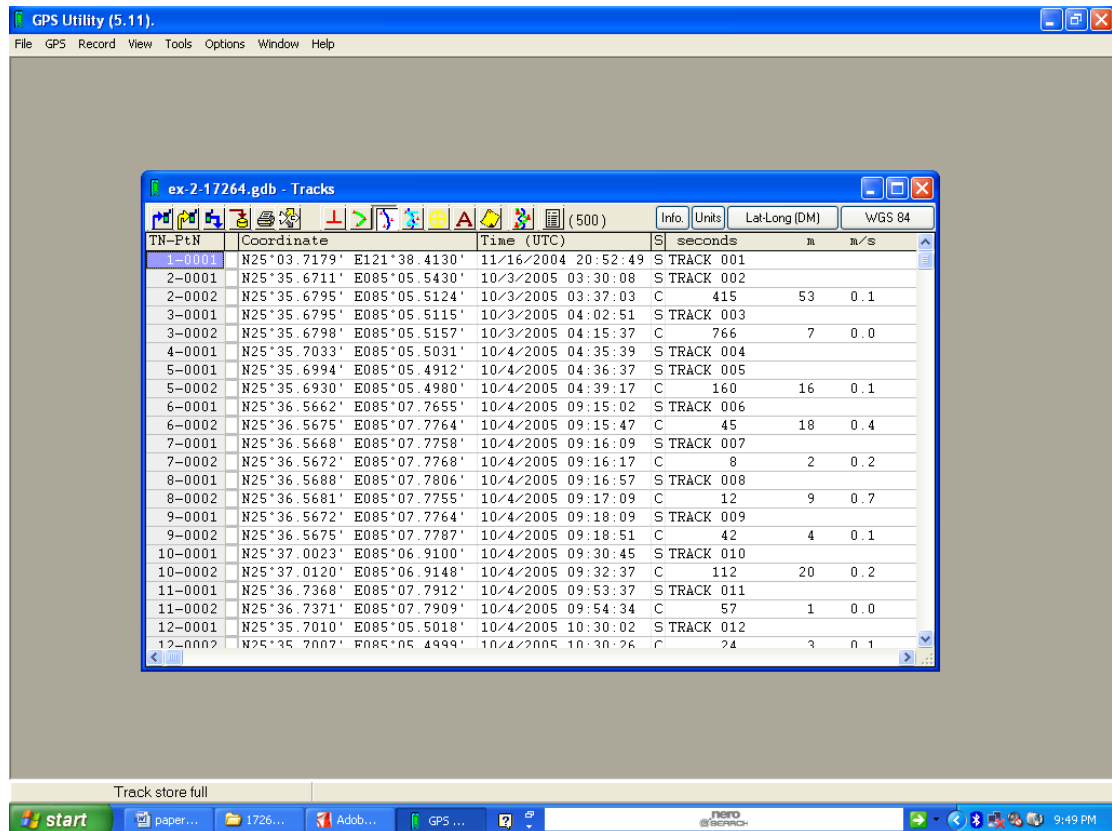 GPS Utility (5.11).
File GPS Record View Tools Options Window Help
ex-2-17264.gdb - Tracks
A (500) Info. Units Lat-Long (DM) WGS 84
TN-PtN Coordinate Time (UTC) S seconds m m/s
1-0001 N25°03.7179' E121°38.4130' 11/16/2004 20:52:49 S TRACK 001
2-0001 N25°35.6711' E085°05.5430' 10/3/2005 03:30:08 S TRACK 002
2-0002 N25°35.6795' E085°05.5124' 10/3/2005 03:37:03 C 415 53 0.1
3-0001 N25°35.6795' E085°05.5115' 10/3/2005 04:02:51 S TRACK 003
3-0002 N25°35.6798' E085°05.5157' 10/3/2005 04:15:37 C 766 7 0.0
4-0001 N25°35.7033' E085°05.5031' 10/4/2005 04:35:39 S TRACK 004
5-0001 N25°35.6994' E085°05.4912' 10/4/2005 04:36:37 S TRACK 005
5-0002 N25°35.6930' E085°05.4980' 10/4/2005 04:39:17 C 160 16 0.1
6-0001 N25°36.5662' E085°07.7655' 10/4/2005 09:15:02 S TRACK 006
6-0002 N25°36.5675' E085°07.7764' 10/4/2005 09:15:47 C 45 18 0.4
7-0001 N25°36.5668' E085°07.7758' 10/4/2005 09:16:09 S TRACK 007
7-0002 N25°36.5672' E085°07.7768' 10/4/2005 09:16:17 C 8 2 0.2
8-0001 N25°36.5688' E085°07.7806' 10/4/2005 09:16:57 S TRACK 008
8-0002 N25°36.5681' E085°07.7755' 10/4/2005 09:17:09 C 12 9 0.7
9-0001 N25°36.5672' E085°07.7764' 10/4/2005 09:18:09 S TRACK 009
9-0002 N25°36.5675' E085°07.7787' 10/4/2005 09:18:51 C 42 4 0.1
10-0001 N25°37.0023' E085°06.9100' 10/4/2005 09:30:45 S TRACK 010
10-0002 N25°37.0120' E085°06.9148' 10/4/2005 09:32:37 C 112 20 0.2
11-0001 N25°36.7368' E085°07.7912' 10/4/2005 09:53:37 S TRACK 011
11-0002 N25°36.7371' E085°07.7909' 10/4/2005 09:54:34 C 57 1 0.0
12-0001 N25°35.7010' E085°05.5018' 10/4/2005 10:30:02 S TRACK 012
12-0002 N25°35.7007' E085°05.4999' 10/4/2005 10:30:26 C 24 3 0.1
Track store full
start paper... 1726... Adob... GPS ... nero SEARCH 9:49 PM